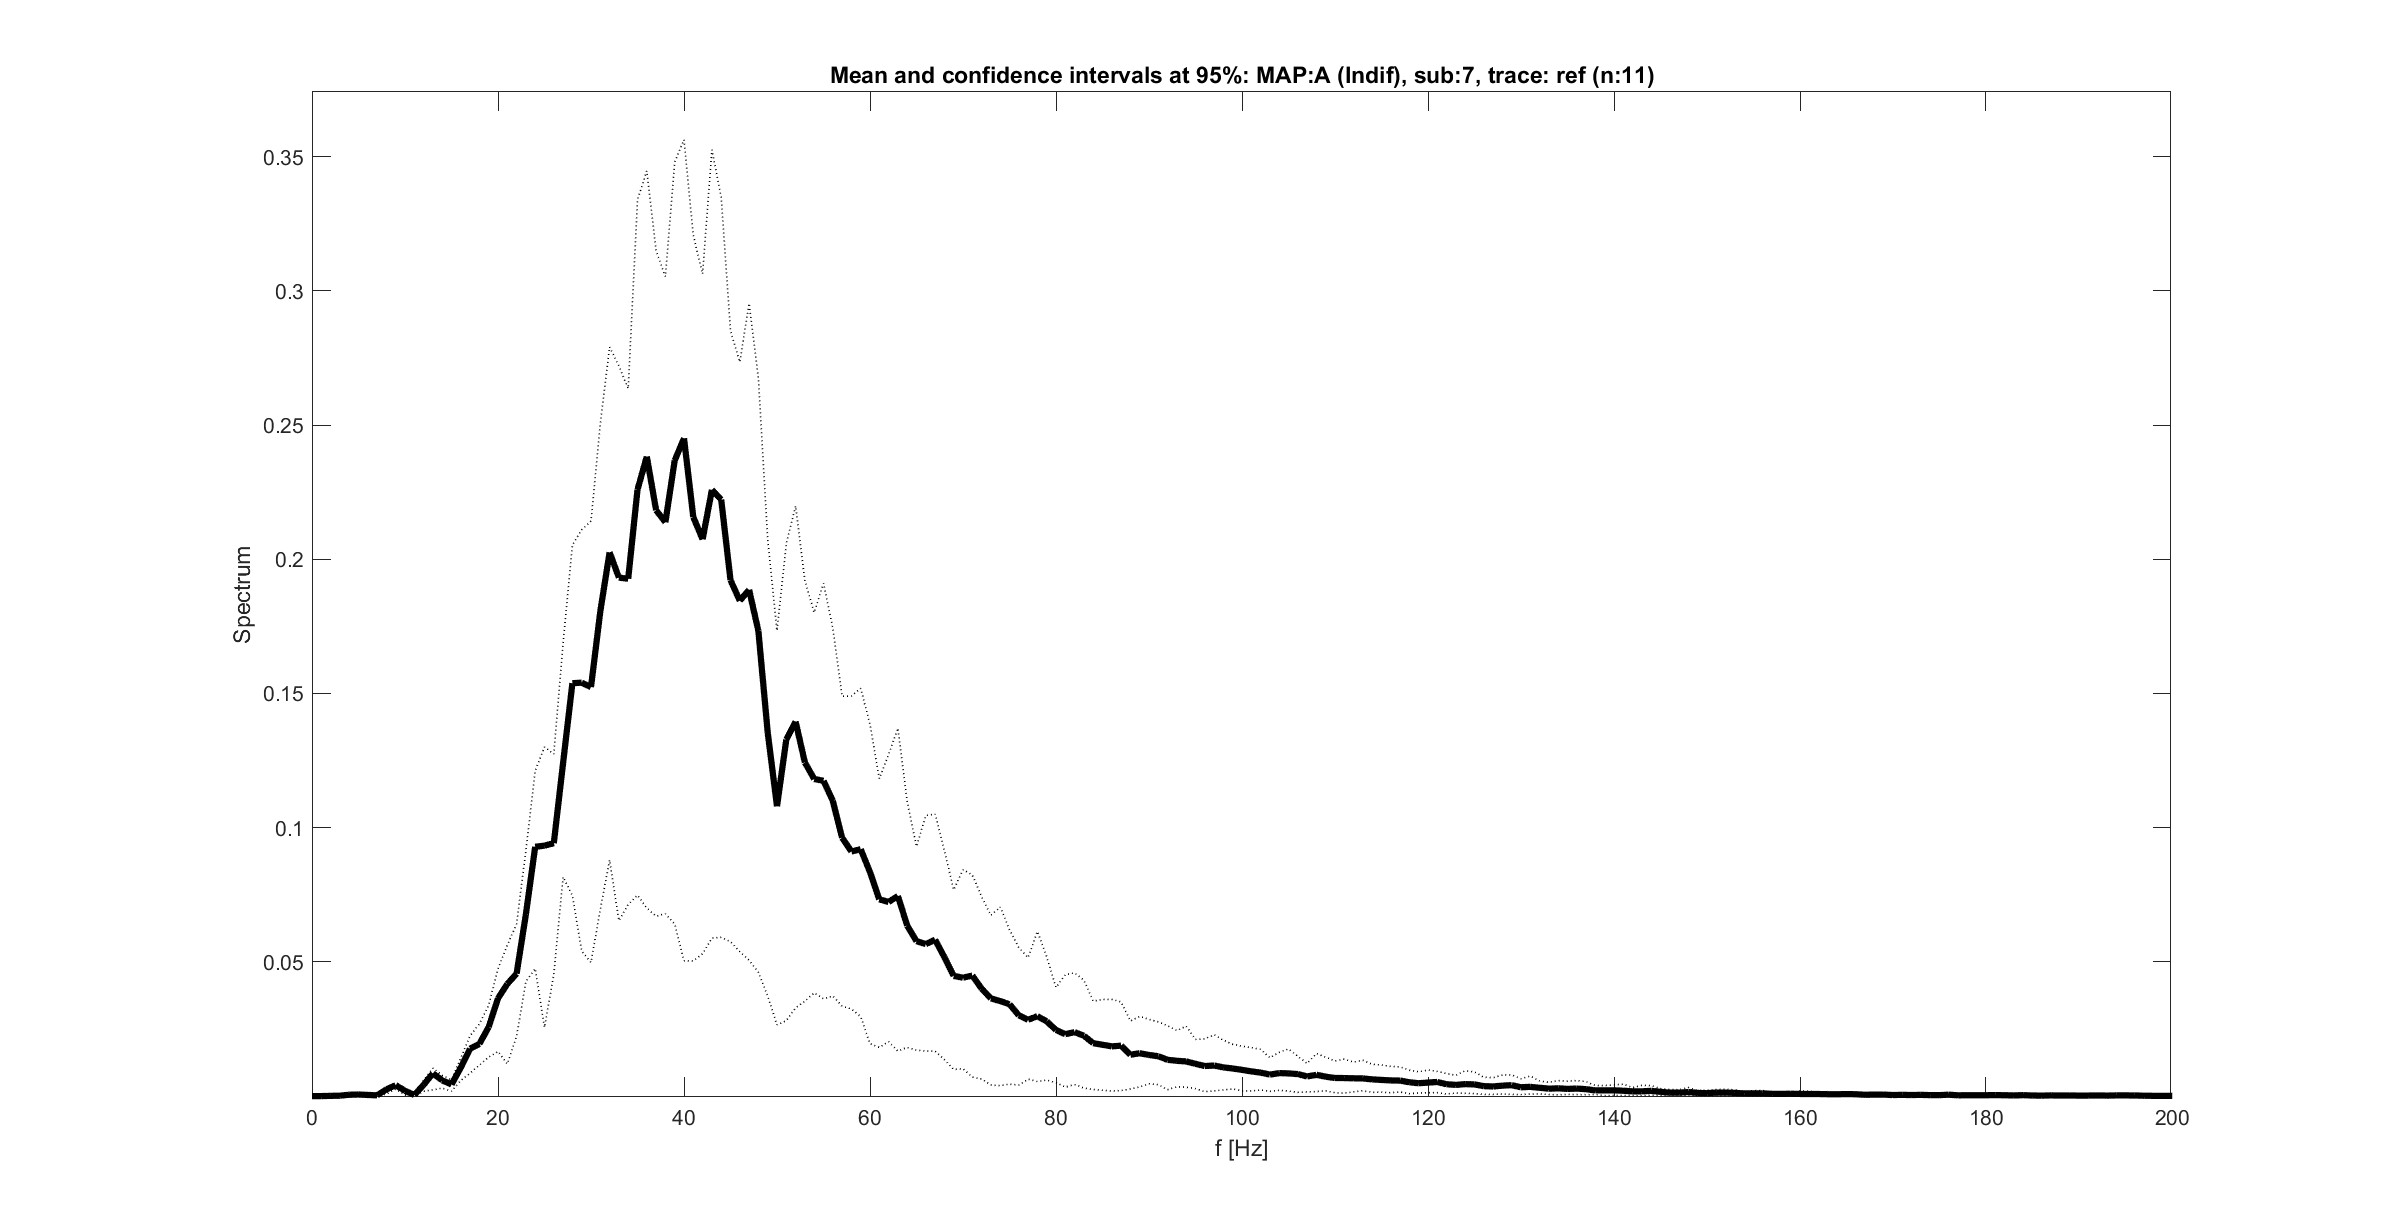 Mean and confidence intervals at 95%: MAP:A (Indif), sub:7, trace: ref (n:11)
0.35
0.3
0.25
0.2
0.15
0.1
0.05
Spectrum
0 20 40 60 80 100 120 140 160 180 200
f [Hz]